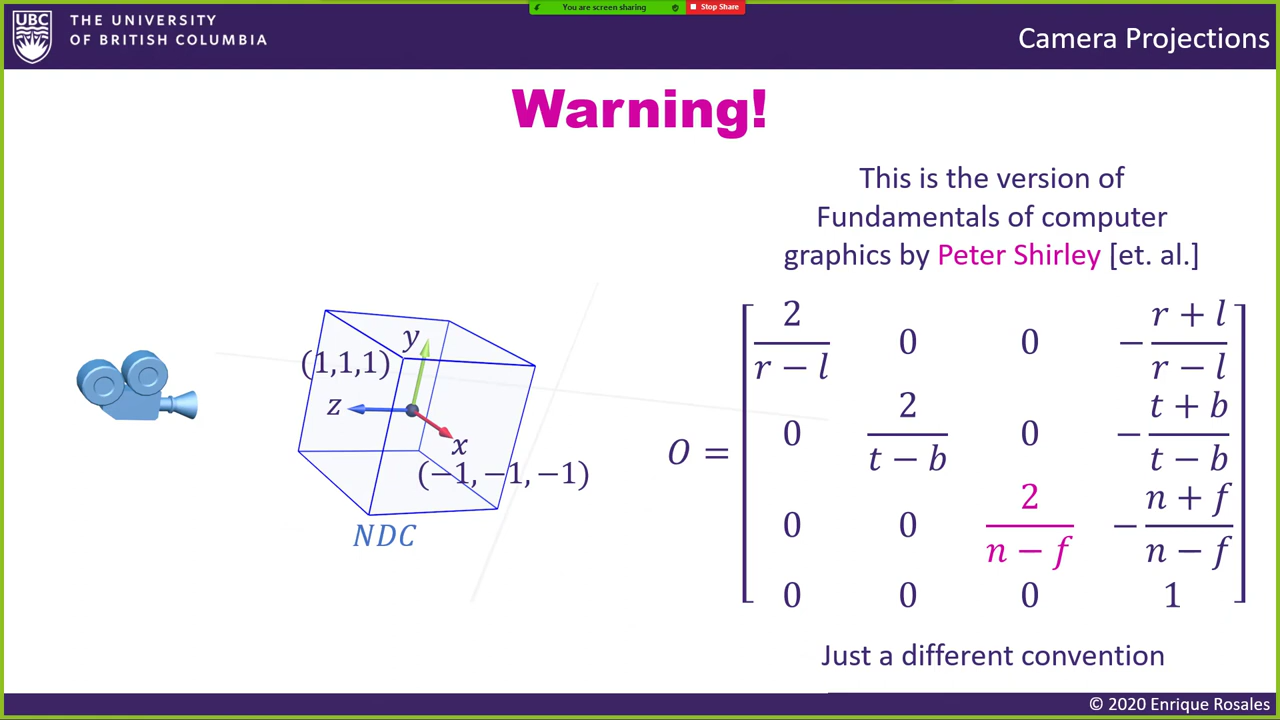 You are screen sharing
Stop Share
UBC
THE UNIVERSITY
OF BRITISH COLUMBIA
Camera Projections
Warning!
This is the version of
Fundamentals of computer
graphics by Peter Shirley [et. al.]
(1,1,1)
y
z
x
(−1, −1, −1)
NDC
O =
2/(r − l) 0 0 −(r + l)/(r − l)
0 2/(t − b) 0 −(t + b)/(t − b)
0 0 2/(n − f) −(n + f)/(n − f)
0 0 0 1
Just a different convention
© 2020 Enrique Rosales